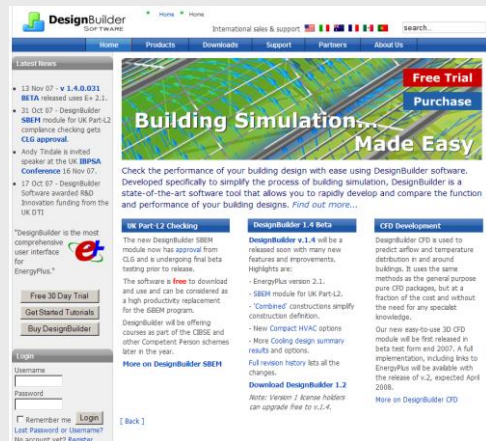 DesignBuilder
SOFTWARE
Home
Home
International sales & support
search...
Home
Products
Downloads
Support
Partners
About Us
Latest News
13 Nov 07 - v 1.4.0.031
BETA released uses E+ 2.1.
31 Oct 07 - DesignBuilder
SBEM module for UK Part-L2
compliance checking gets
CLG approval.
Andy Tindale is invited
speaker at the UK IBPSA
Conference 16 Nov 07.
17 Oct 07 - DesignBuilder
Software awarded R&D
Innovation funding from the
UK DTI
"DesignBuilder is the most
comprehensive
user interface
for
EnergyPlus."
Free 30 Day Trial
Get Started Tutorials
Buy DesignBuilder
Login
Username
Password
Remember me
Login
Lost Password or Username?
No account yet? Register
Free Trial
Purchase
Building Simulation...
Made Easy
Check the performance of your building design with ease using DesignBuilder software.
Developed specifically to simplify the process of building simulation, DesignBuilder is a
state-of-the-art software tool that allows you to rapidly develop and compare the function
and performance of your building designs. Find out more...
UK Part-L2 Checking
The new DesignBuilder SBEM
module now has approval from
CLG and is undergoing final beta
testing prior to release.
The software is free to download
and use and can be considered as
a high productivity replacement
for the iSBEM program.
DesignBuilder will be offering
courses as part of the CIBSE and
other Competent Person schemes
later in the year.
More on DesignBuilder SBEM
DesignBuilder 1.4 Beta
DesignBuilder v.1.4 will be a
released soon with many new
features and improvements.
Highlights are:
- EnergyPlus version 2.1.
- SBEM module for UK Part-L2.
- 'Combined' constructions simplify
construction definition.
- New Compact HVAC options
- More Cooling design summary
results and options.
Full revision history lists all the
changes.
Download DesignBuilder 1.2
Note: Version 1 license holders
can upgrade free to v.1.4.
CFD Development
DesignBuilder CFD is used to
predict airflow and temperature
distribution in and around
buildings. It uses the same
methods as the general purpose
pure CFD packages, but at a
fraction of the cost and without
the need for any specialist
knowledge.
Our new easy-to-use 3D CFD
module will be first released in
beta test form end 2007. A full
implementation, including links to
EnergyPlus will be available with
the release of v.2, expected April
2008.
More on DesignBuilder CFD
[ Back ]